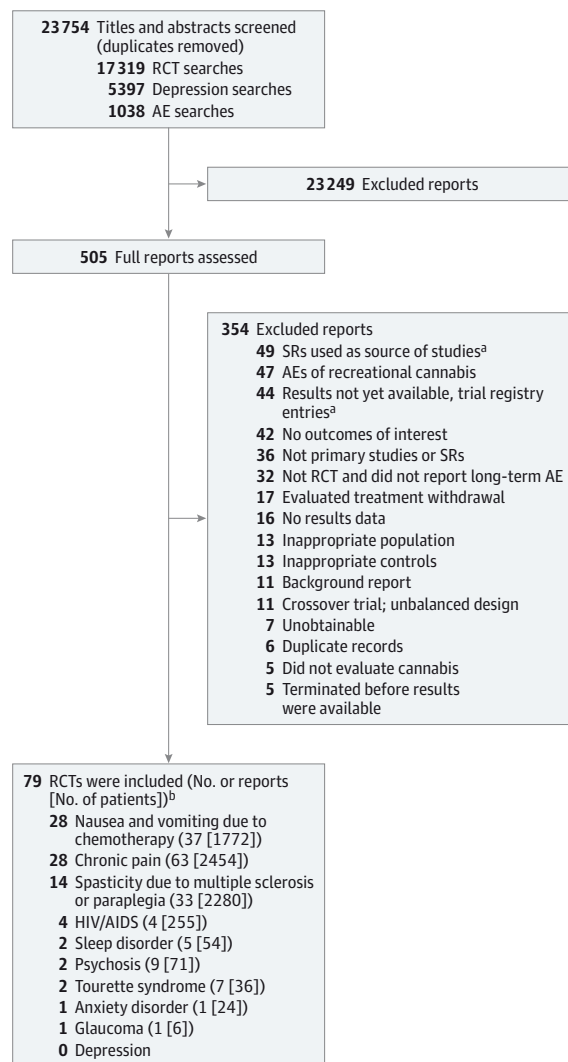 23 754 Titles and abstracts screened
(duplicates removed)
17 319 RCT searches
5397 Depression searches
1038 AE searches
23 249 Excluded reports
505 Full reports assessed
354 Excluded reports
49 SRs used as source of studiesa
47 AEs of recreational cannabis
44 Results not yet available, trial registry
entriesa
42 No outcomes of interest
36 Not primary studies or SRs
32 Not RCT and did not report long-term AE
17 Evaluated treatment withdrawal
16 No results data
13 Inappropriate population
13 Inappropriate controls
11 Background report
11 Crossover trial; unbalanced design
7 Unobtainable
6 Duplicate records
5 Did not evaluate cannabis
5 Terminated before results
were available
79 RCTs were included (No. or reports
[No. of patients])b
28 Nausea and vomiting due to
chemotherapy (37 [1772])
28 Chronic pain (63 [2454])
14 Spasticity due to multiple sclerosis
or paraplegia (33 [2280])
4 HIV/AIDS (4 [255])
2 Sleep disorder (5 [54])
2 Psychosis (9 [71])
2 Tourette syndrome (7 [36])
1 Anxiety disorder (1 [24])
1 Glaucoma (1 [6])
0 Depression